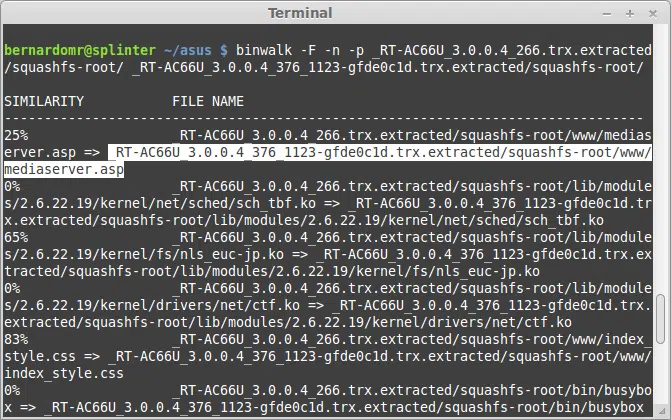 Terminal
bernardomr@splinter ~/asus $ binwalk -F -n -p _RT-AC66U_3.0.0.4_266.trx.extracted
/squashfs-root/ _RT-AC66U_3.0.0.4_376_1123-gfde0c1d.trx.extracted/squashfs-root/
SIMILARITY          FILE NAME
--------------------------------------------------------------------------------
25%                 _RT-AC66U_3.0.0.4_266.trx.extracted/squashfs-root/www/medias
erver.asp => _RT-AC66U_3.0.0.4_376_1123-gfde0c1d.trx.extracted/squashfs-root/www/
mediaserver.asp
0%                  _RT-AC66U_3.0.0.4_266.trx.extracted/squashfs-root/lib/module
s/2.6.22.19/kernel/net/sched/sch_tbf.ko => _RT-AC66U_3.0.0.4_376_1123-gfde0c1d.tr
x.extracted/squashfs-root/lib/modules/2.6.22.19/kernel/net/sched/sch_tbf.ko
65%                 _RT-AC66U_3.0.0.4_266.trx.extracted/squashfs-root/lib/module
s/2.6.22.19/kernel/fs/nls_euc-jp.ko => _RT-AC66U_3.0.0.4_376_1123-gfde0c1d.trx.ex
tracted/squashfs-root/lib/modules/2.6.22.19/kernel/fs/nls_euc-jp.ko
0%                  _RT-AC66U_3.0.0.4_266.trx.extracted/squashfs-root/lib/module
s/2.6.22.19/kernel/drivers/net/ctf.ko => _RT-AC66U_3.0.0.4_376_1123-gfde0c1d.trx.
extracted/squashfs-root/lib/modules/2.6.22.19/kernel/drivers/net/ctf.ko
83%                 _RT-AC66U_3.0.0.4_266.trx.extracted/squashfs-root/www/index_
style.css => _RT-AC66U_3.0.0.4_376_1123-gfde0c1d.trx.extracted/squashfs-root/www/
index_style.css
0%                  _RT-AC66U_3.0.0.4_266.trx.extracted/squashfs-root/bin/busybo
x => _RT-AC66U_3.0.0.4_376_1123-gfde0c1d.trx.extracted/squashfs-root/bin/busybox